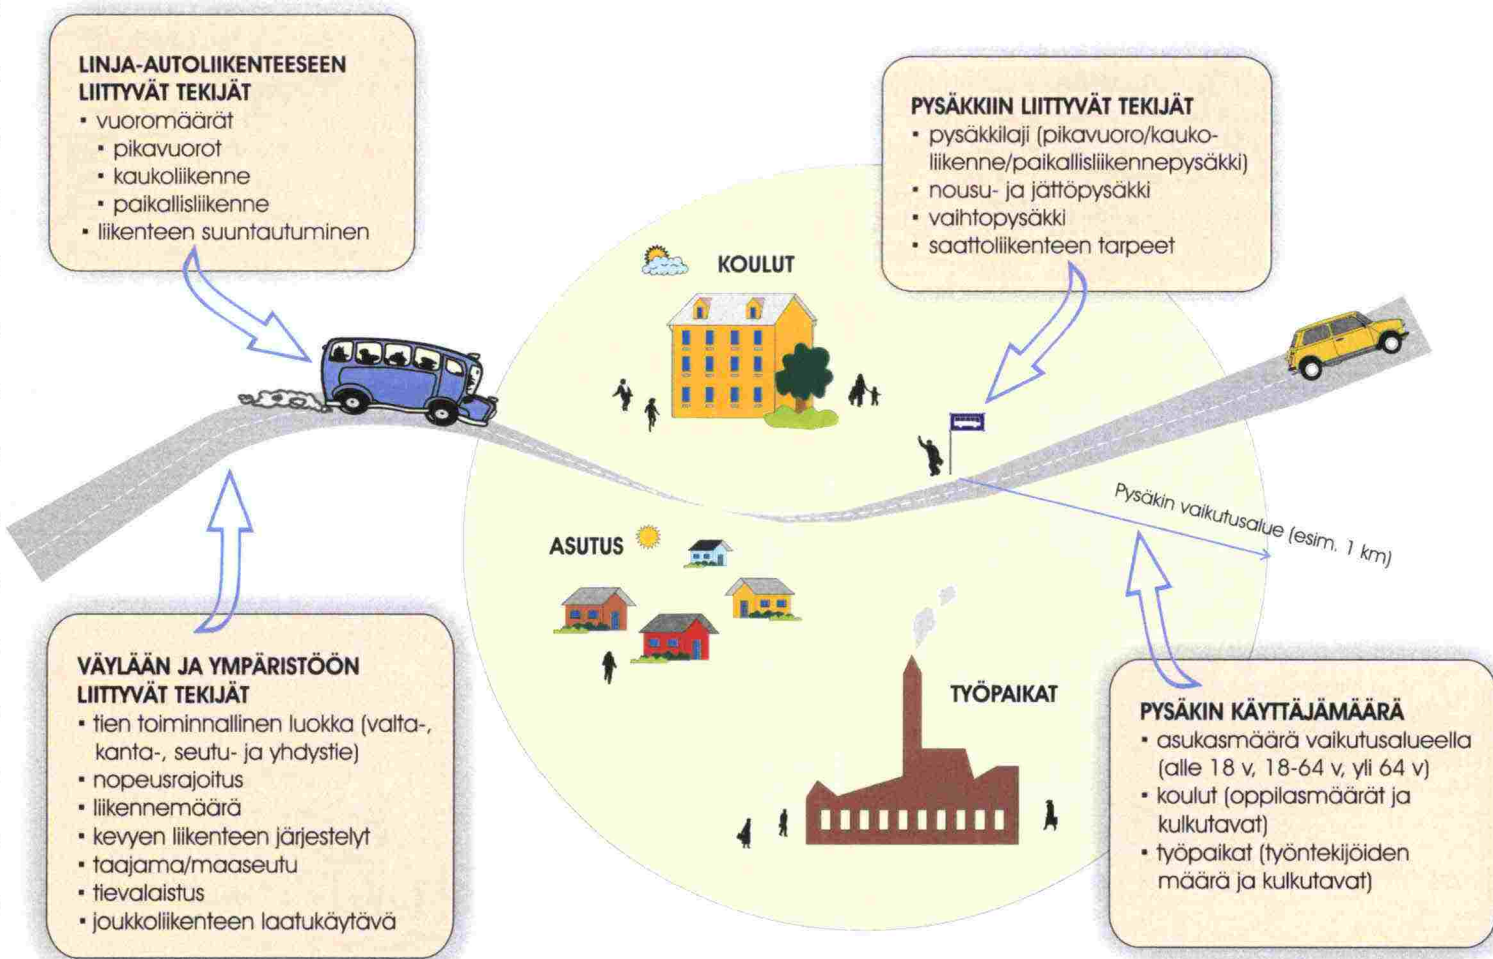 LINJA-AUTOLIIKENTEESEEN
LIITTYVÄT TEKIJÄT
▪ vuoromäärät
▪ pikavuorot
▪ kaukoliikenne
▪ paikallisliikenne
▪ liikenteen suuntautuminen
PYSÄKKIIN LIITTYVÄT TEKIJÄT
▪ pysäkkilaji (pikavuoro/kauko-
liikenne/paikallisliikennepysäkki)
▪ nousu- ja jättöpysäkki
▪ vaihtopysäkki
▪ saattoliikenteen tarpeet
KOULUT
Pysäkin vaikutusalue (esim. 1 km)
ASUTUS
TYÖPAIKAT
VÄYLÄÄN JA YMPÄRISTÖÖN
LIITTYVÄT TEKIJÄT
▪ tien toiminnallinen luokka (valta-,
kanta-, seutu- ja yhdystie)
▪ nopeusrajoitus
▪ liikennemäärä
▪ kevyen liikenteen järjestelyt
▪ taajama/maaseutu
▪ tievalaistus
▪ joukkoliikenteen laatukäytävä
PYSÄKIN KÄYTTÄJÄMÄÄRÄ
▪ asukasmäärä vaikutusalueella
(alle 18 v, 18-64 v, yli 64 v)
▪ koulut (oppilasmäärät ja
kulkutavat)
▪ työpaikat (työntekijöiden
määrä ja kulkutavat)